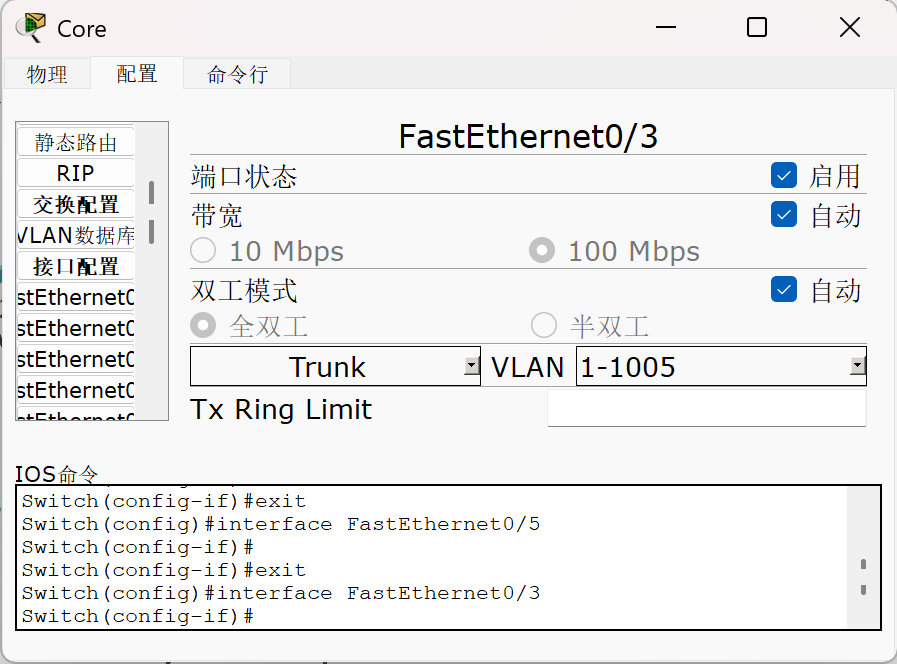 Core
物理 配置 命令行
静态路由
RIP
交换配置
VLAN数据库
接口配置
stEthernet0
stEthernet0
stEthernet0
stEthernet0
stEthernet0
FastEthernet0/3
端口状态 启用
带宽 自动
10 Mbps 100 Mbps
双工模式 自动
全双工 半双工
Trunk VLAN 1-1005
Tx Ring Limit
IOS命令
Switch(config-if)#exit
Switch(config)#interface FastEthernet0/5
Switch(config-if)#
Switch(config-if)#exit
Switch(config)#interface FastEthernet0/3
Switch(config-if)#